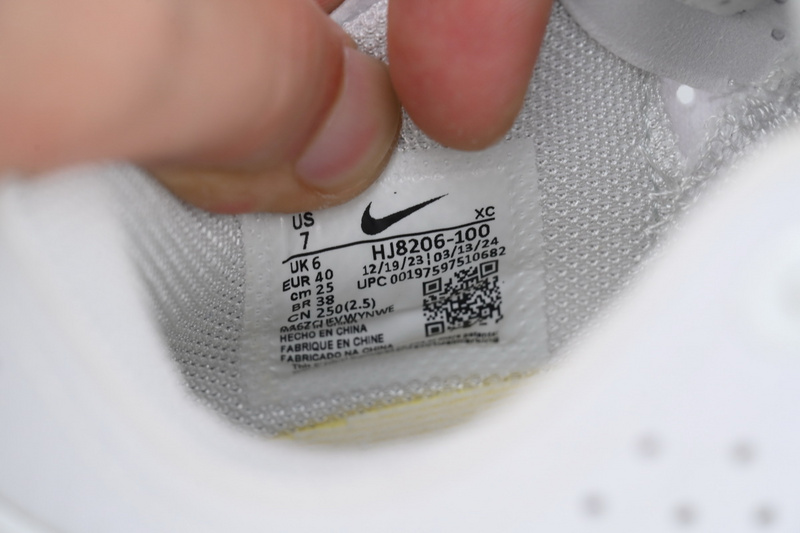 US
7
XC
HJ8206-100
UK 6
12/19/23 | 03/13/24
EUR 40
UPC 00197597510682
cm 25
BR 38
CN 250(2.5)
HECHO EN CHINA
FABRIQUE EN CHINE
FABRICADO NA CHINA